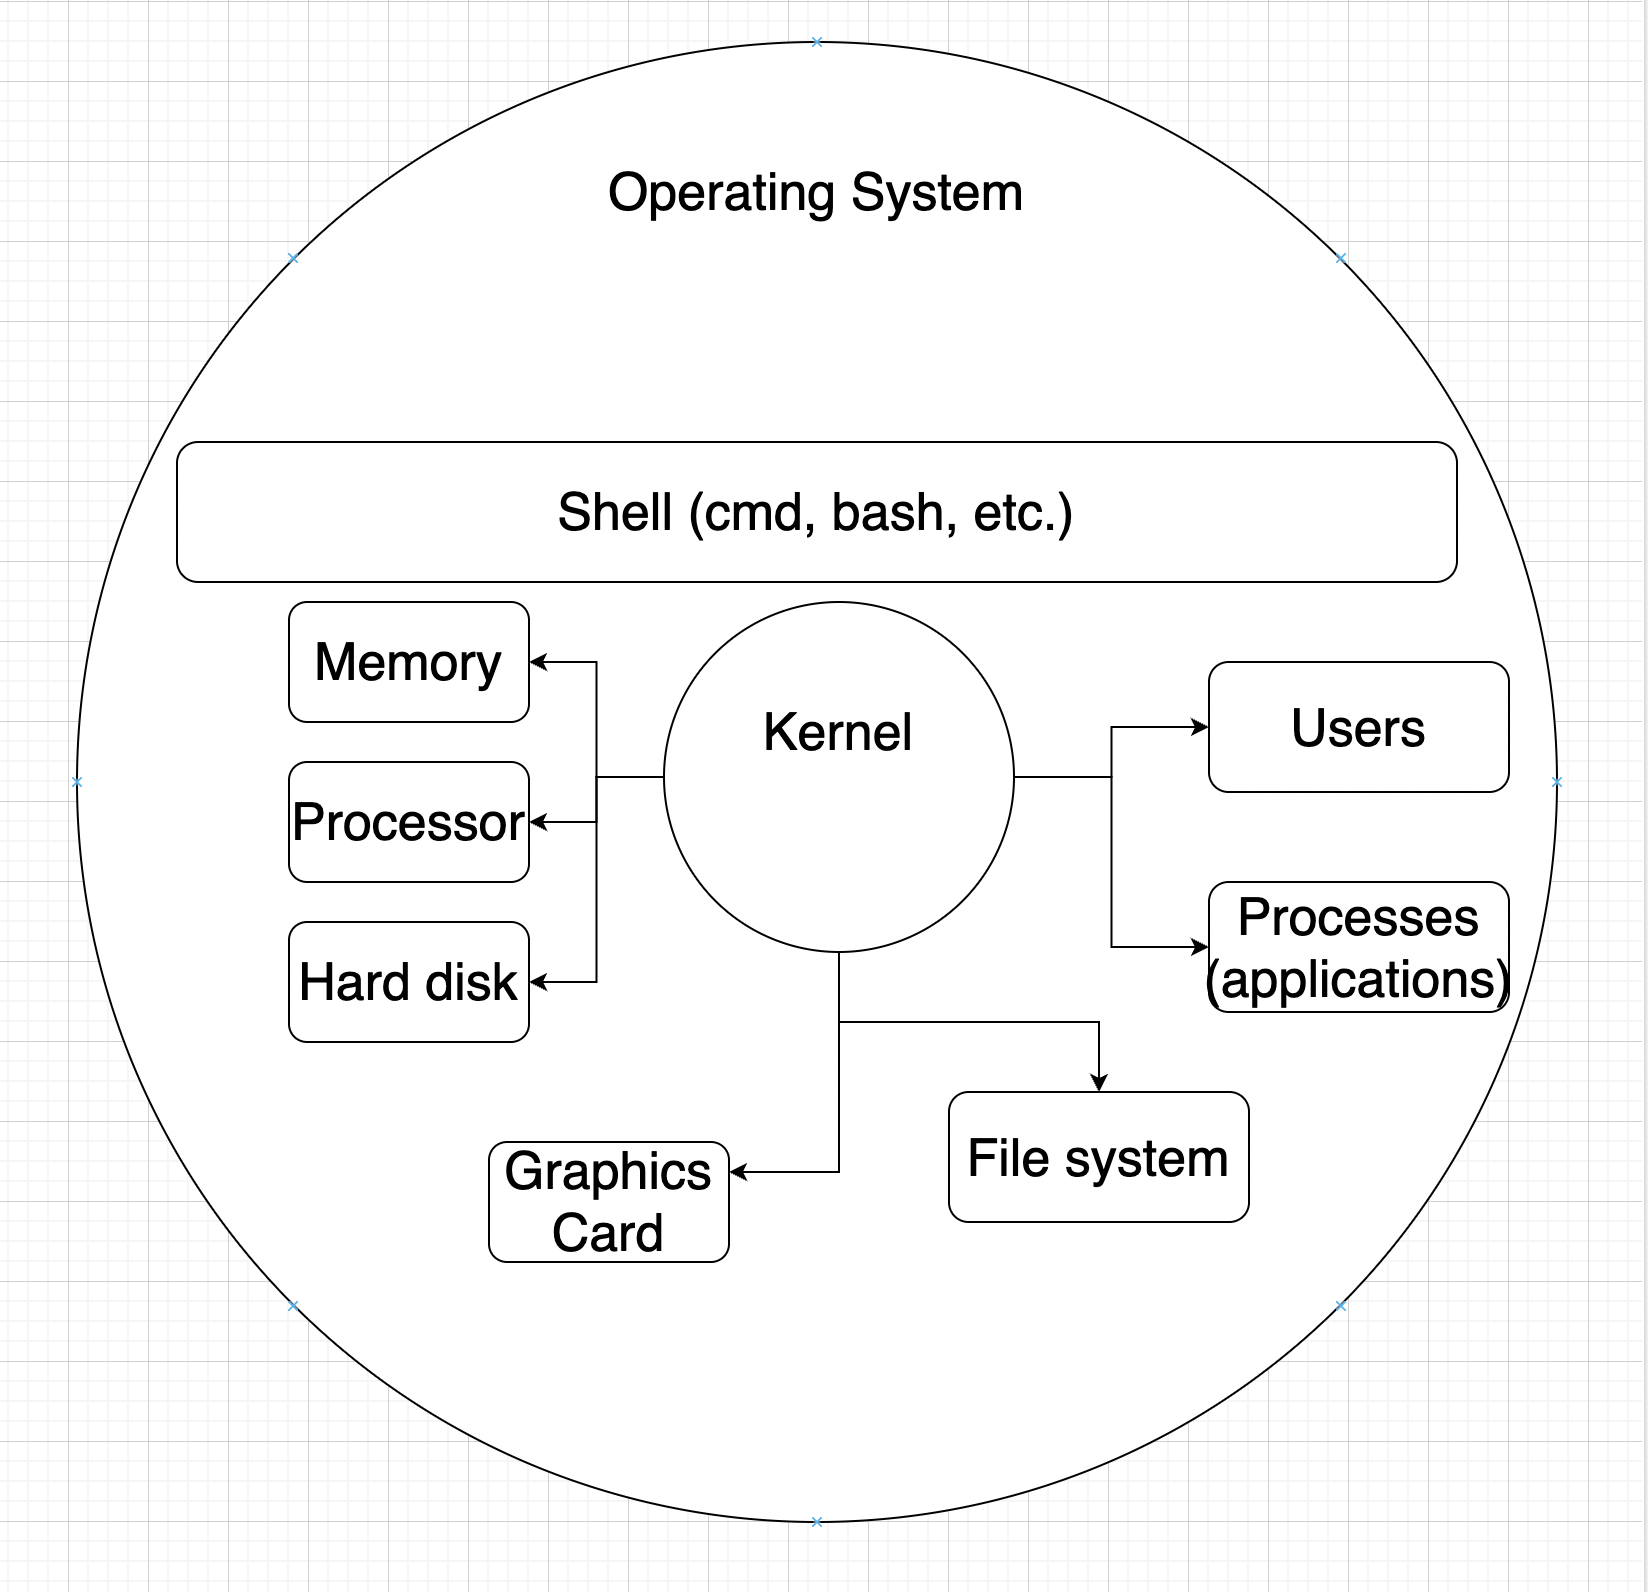 Operating System
Shell (cmd, bash, etc.)
Memory
Kernel
Users
Processor
Processes
(applications)
Hard disk
File system
Graphics
Card